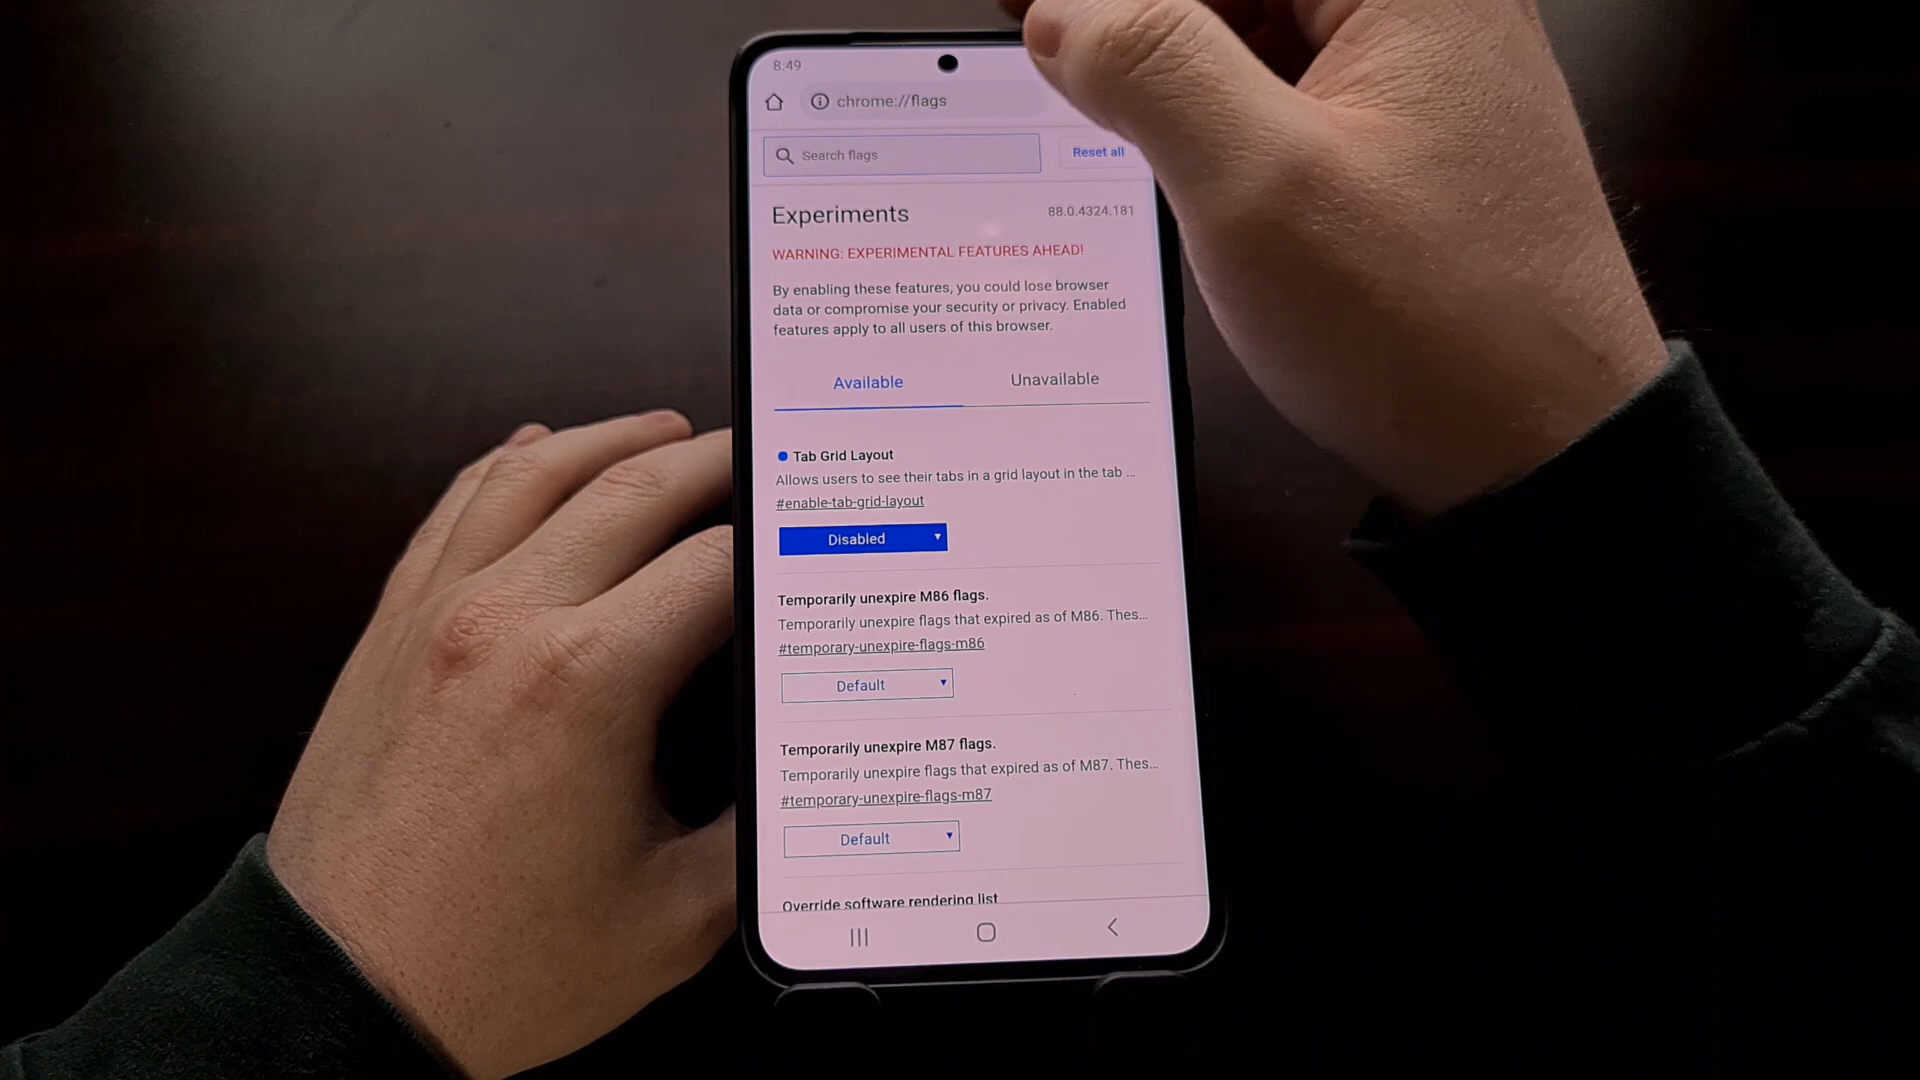 8:49
chrome://flags
Search flags
Reset all
Experiments
88.0.4324.181
WARNING: EXPERIMENTAL FEATURES AHEAD!
By enabling these features, you could lose browser
data or compromise your security or privacy. Enabled
features apply to all users of this browser.
Available
Unavailable
Tab Grid Layout
Allows users to see their tabs in a grid layout in the tab ...
#enable-tab-grid-layout
Disabled
Temporarily unexpire M86 flags.
Temporarily unexpire flags that expired as of M86. Thes...
#temporary-unexpire-flags-m86
Default
Temporarily unexpire M87 flags.
Temporarily unexpire flags that expired as of M87. Thes...
#temporary-unexpire-flags-m87
Default
Override software rendering list